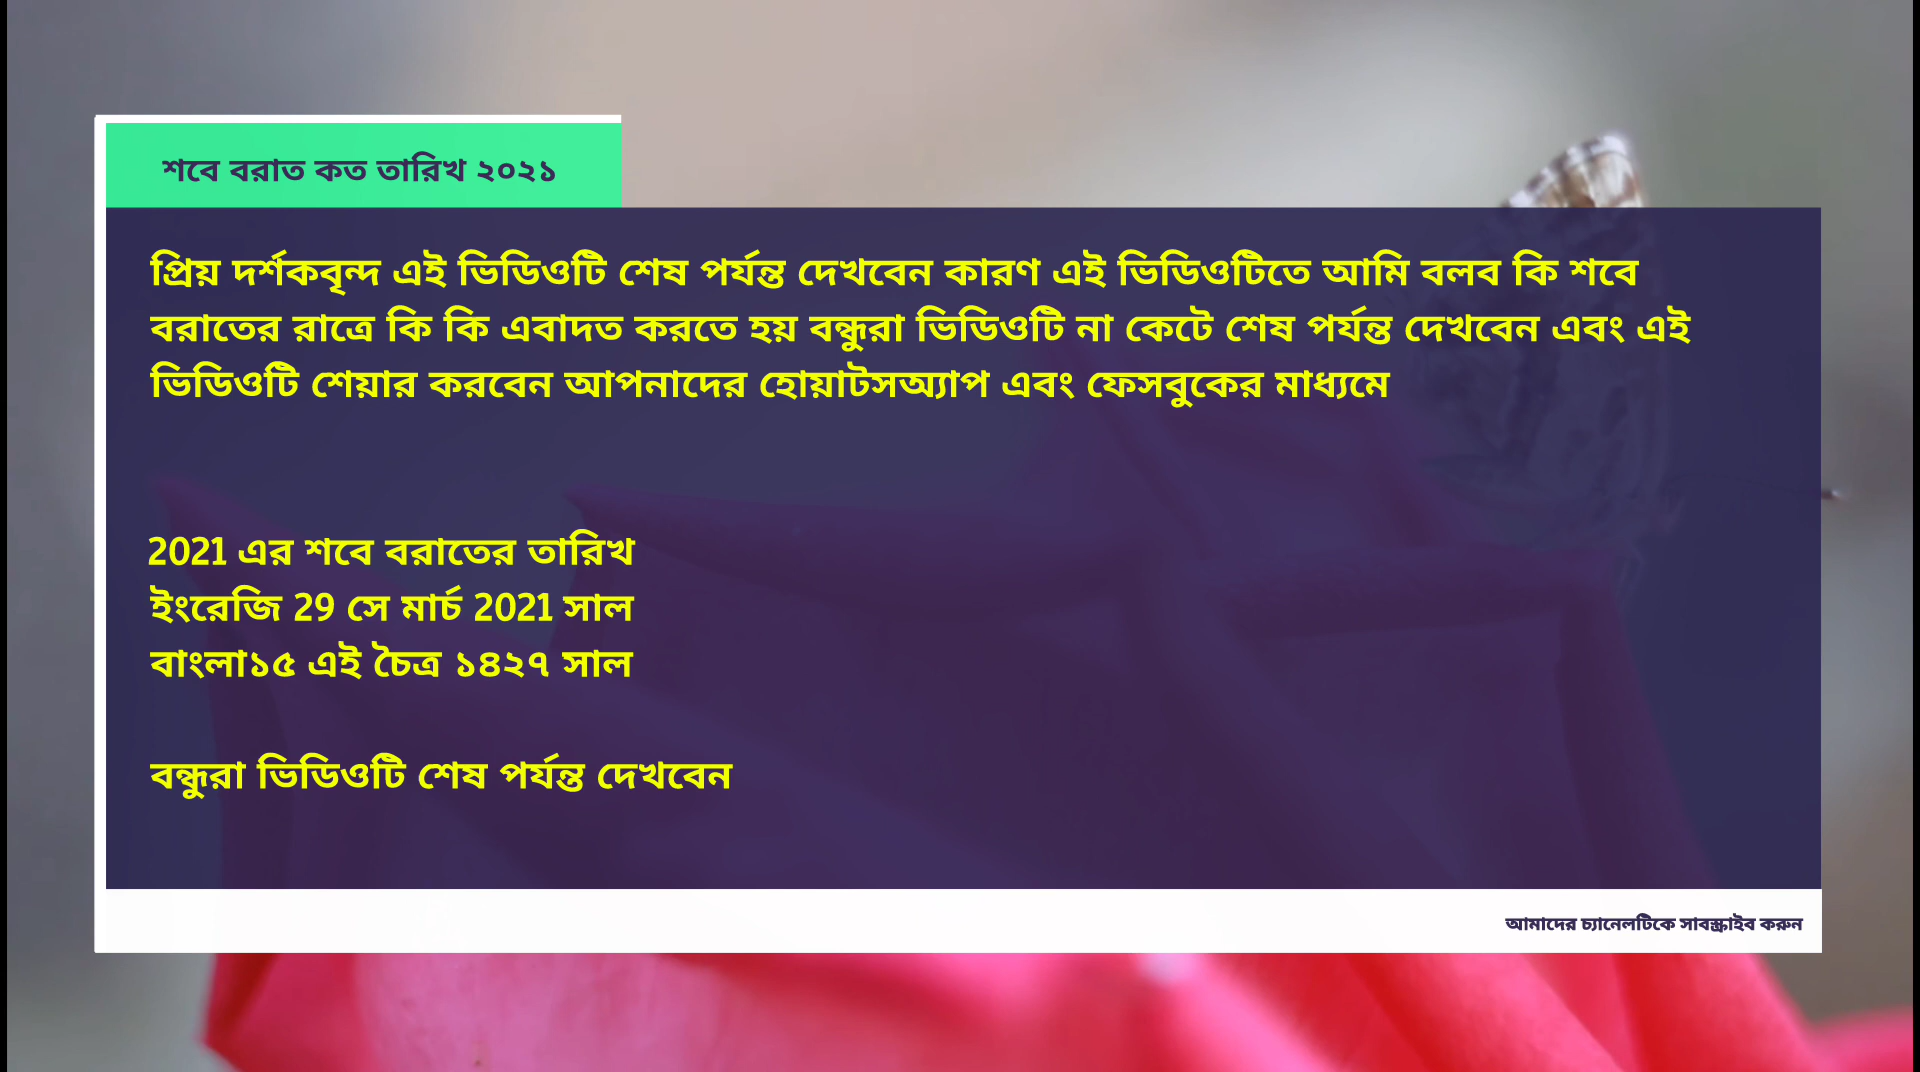 শবে বরাত কত তারিখ ২০২১
প্রিয় দর্শকবৃন্দ এই ভিডিওটি শেষ পর্যন্ত দেখবেন কারণ এই ভিডিওটিতে আমি বলব কি শবে
বরাতের রাত্রে কি কি এবাদত করতে হয় বন্ধুরা ভিডিওটি না কেটে শেষ পর্যন্ত দেখবেন এবং এই
ভিডিওটি শেয়ার করবেন আপনাদের হোয়াটসঅ্যাপ এবং ফেসবুকের মাধ্যমে
2021 এর শবে বরাতের তারিখ
ইংরেজি 29 সে মার্চ 2021 সাল
বাংলা১৫ এই চৈত্র ১৪২৭ সাল
বন্ধুরা ভিডিওটি শেষ পর্যন্ত দেখবেন
আমাদের চ্যানেলটিকে সাবস্ক্রাইব করুন